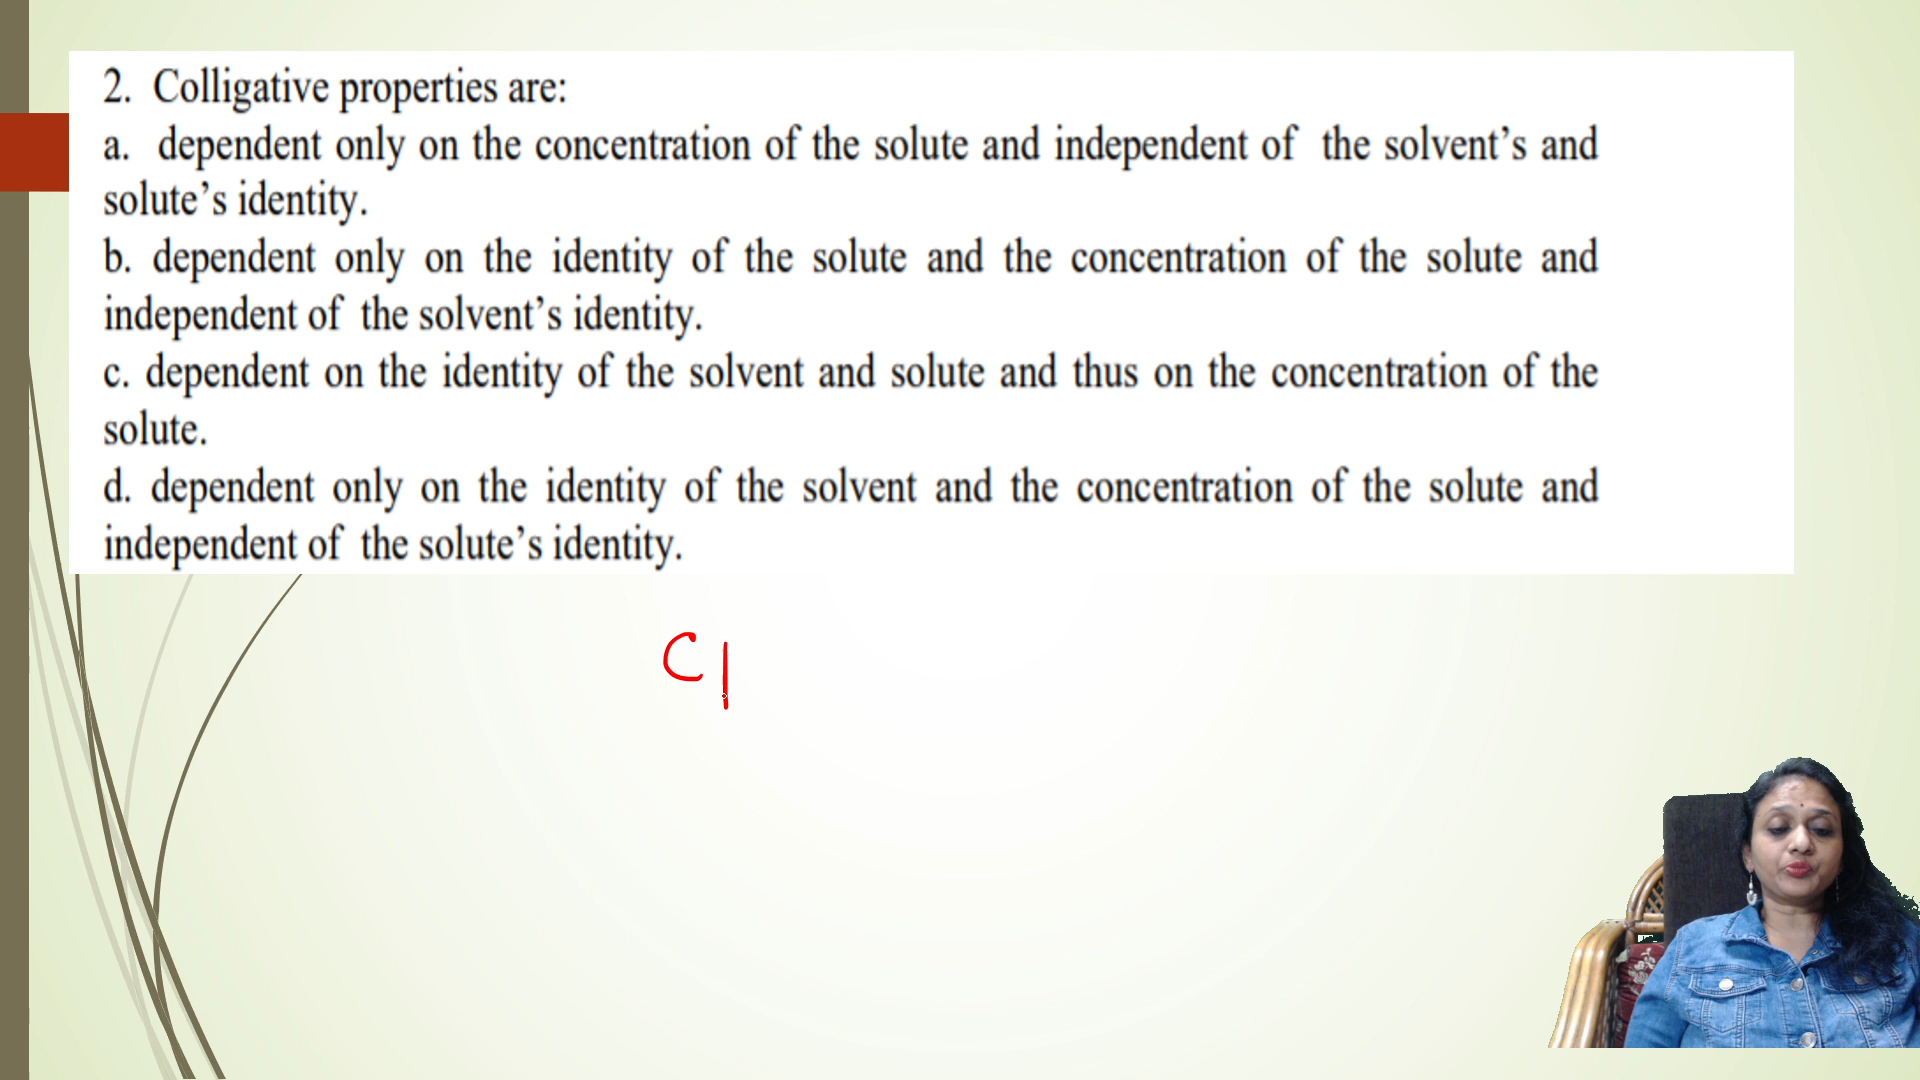 2. Colligative properties are:
a. dependent only on the concentration of the solute and independent of the solvent’s and
solute’s identity.
b. dependent only on the identity of the solute and the concentration of the solute and
independent of the solvent’s identity.
c. dependent on the identity of the solvent and solute and thus on the concentration of the
solute.
d. dependent only on the identity of the solvent and the concentration of the solute and
independent of the solute’s identity.
C|